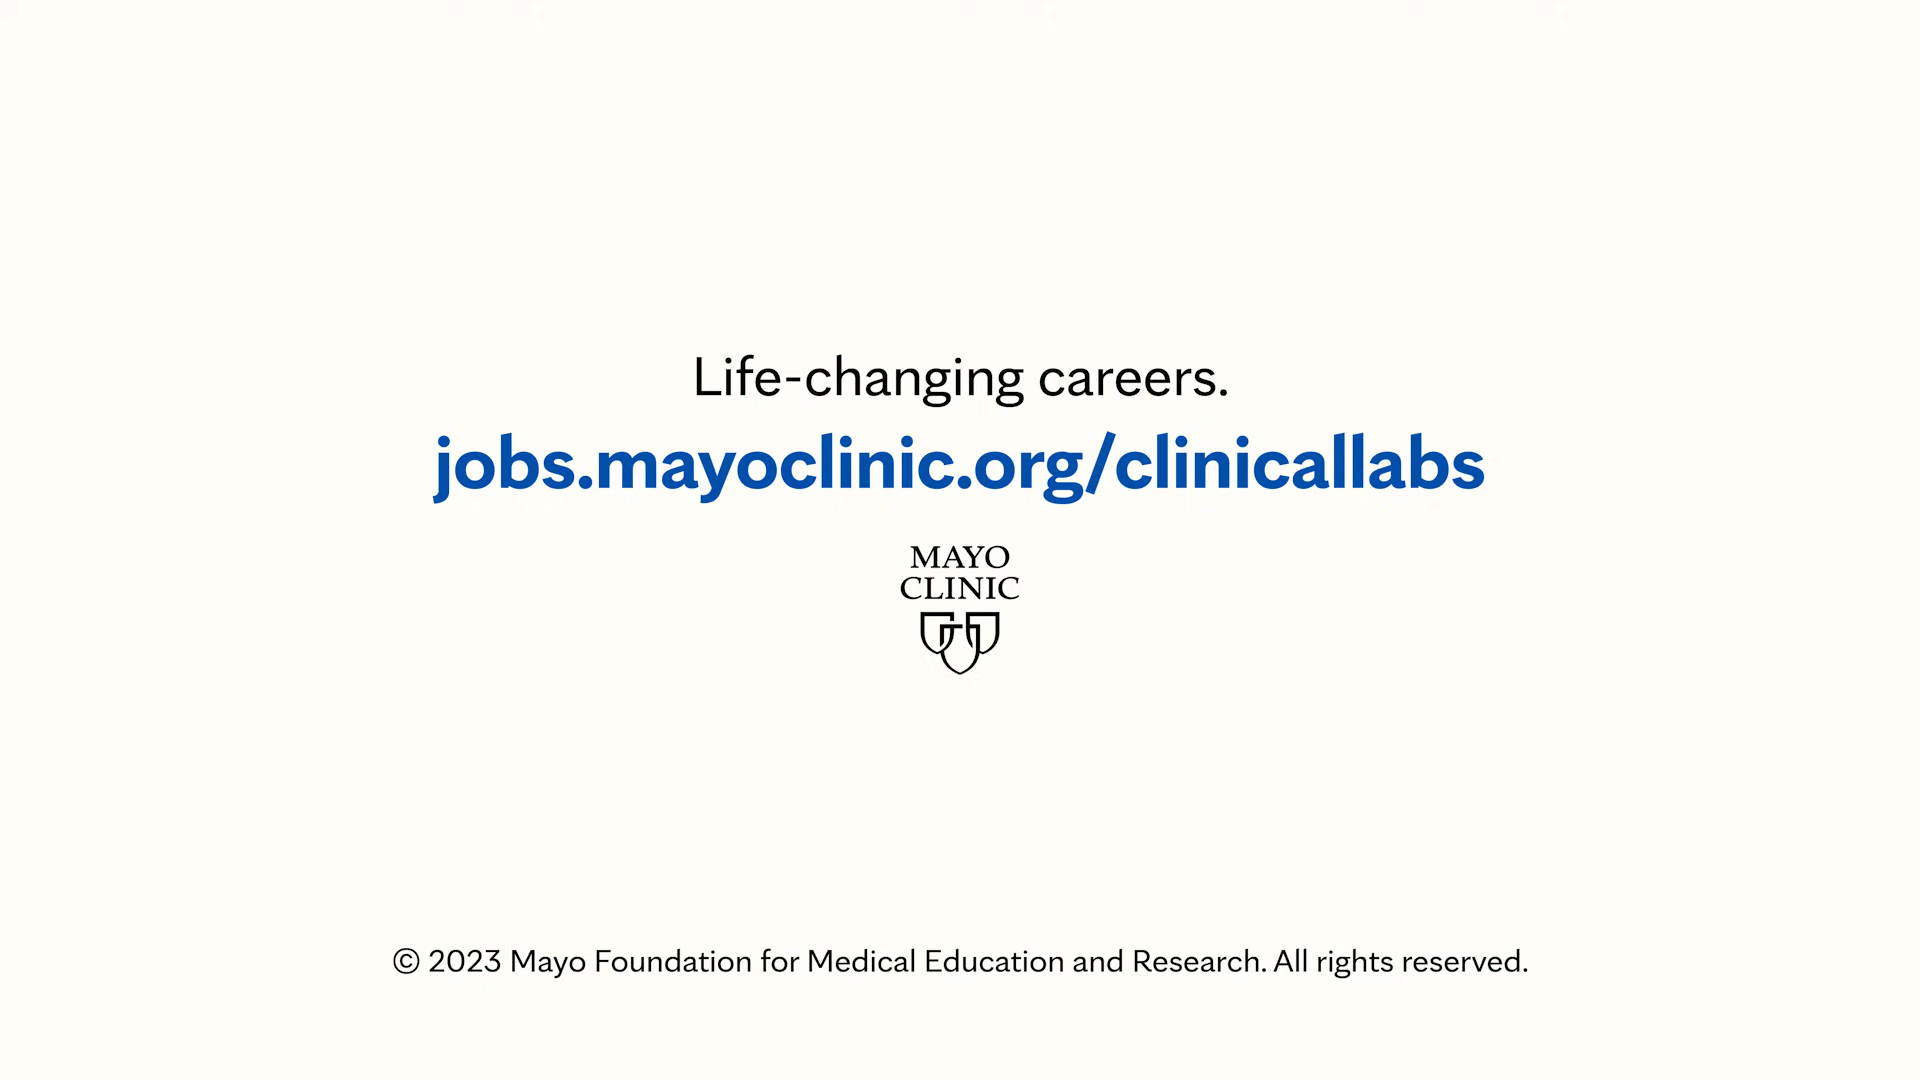 Life-changing careers.
jobs.mayoclinic.org/clinicallabs
MAYO
CLINIC
© 2023 Mayo Foundation for Medical Education and Research. All rights reserved.